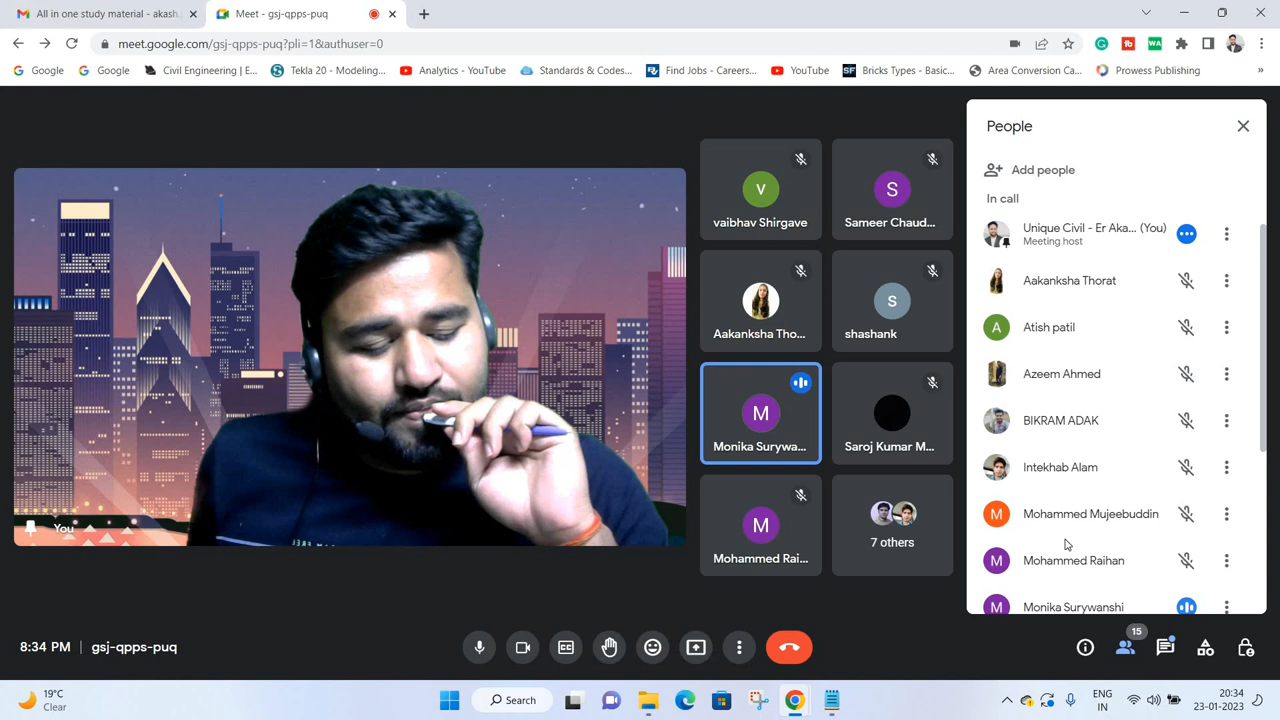 All in one study material - akash.
Meet - gsj-qpps-puq
meet.google.com/gsj-qpps-puq?pli=1&authuser=0
Google
Google
Civil Engineering | E...
Tekla 20 - Modeling...
Analytics - YouTube
Standards & Codes...
Find Jobs - Careers...
YouTube
SF
Bricks Types - Basic...
Area Conversion Ca...
Prowess Publishing
»
People
Add people
In call
Unique Civil - Er Aka... (You)
Meeting host
Aakanksha Thorat
A
Atish patil
Azeem Ahmed
BIKRAM ADAK
Intekhab Alam
M
Mohammed Mujeebuddin
M
Mohammed Raihan
M
Monika Surywanshi
V
vaibhav Shirgave
S
Sameer Chaud...
Aakanksha Tho...
S
shashank
M
Monika Surywa...
Saroj Kumar M...
M
Mohammed Rai...
7 others
You
8:34 PM | gsj-qpps-puq
CC
15
19°C
Clear
Search
ENG
IN
20:34
23-01-2023